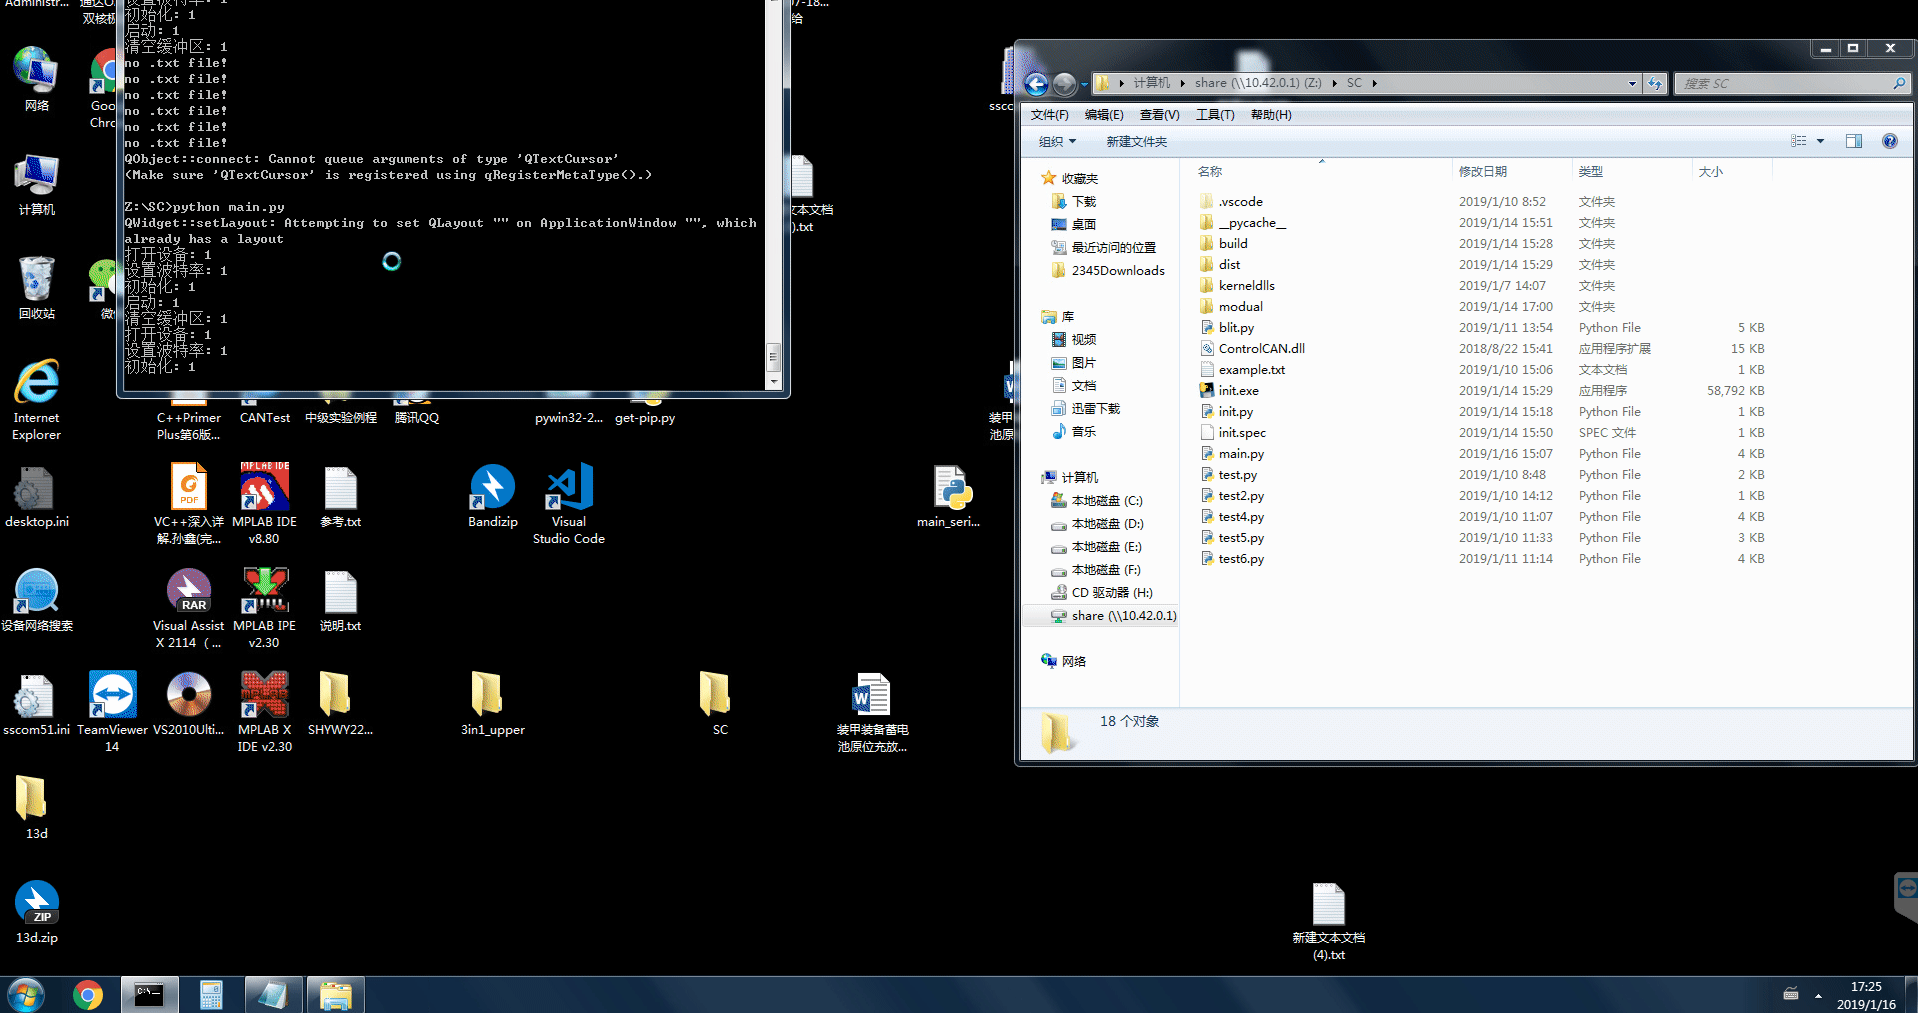 Administr...
双核极
给
网络
Goo
Chro
计算机
回收站
微信
Internet
Explorer
desktop.ini
设备网络搜索
sscom51.ini
TeamViewer
14
VS2010Ulti...
MPLAB X
IDE v2.30
SHYWY22...
3in1_upper
SC
装甲装备蓄电
池原位充放...
13d
ZIP
13d.zip
C++Primer
Plus第6版...
CANTest
中级实验例程
腾讯QQ
pywin32-2...
get-pip.py
PDF
VC++深入详
解.孙鑫(完...
MPLAB IDE
MPLAB IDE
v8.80
参考.txt
Bandizip
Visual
Studio Code
main_seri...
RAR
Visual Assist
X 2114（ ...
MPLAB IPE
v2.30
说明.txt
文本文档
).txt
ssco
装甲
池原
新建文本文档
(4).txt
设置波特率: 1
初始化: 1
启动: 1
清空缓冲区: 1
no .txt file!
no .txt file!
no .txt file!
no .txt file!
no .txt file!
no .txt file!
QObject::connect: Cannot queue arguments of type 'QTextCursor'
(Make sure 'QTextCursor' is registered using qRegisterMetaType().)
Z:\SC>python main.py
QWidget::setLayout: Attempting to set QLayout "" on ApplicationWindow "", which
already has a layout
打开设备: 1
设置波特率: 1
初始化: 1
启动: 1
清空缓冲区: 1
打开设备: 1
设置波特率: 1
初始化: 1
计算机 share (\\10.42.0.1) (Z:) SC
搜索 SC
文件(F) 编辑(E) 查看(V) 工具(T) 帮助(H)
组织 新建文件夹
收藏夹
下载
桌面
最近访问的位置
2345Downloads
库
视频
图片
文档
迅雷下载
音乐
计算机
本地磁盘 (C:)
本地磁盘 (D:)
本地磁盘 (E:)
本地磁盘 (F:)
CD 驱动器 (H:)
share (\\10.42.0.1)
网络
名称 修改日期 类型 大小
.vscode 2019/1/10 8:52 文件夹
__pycache__ 2019/1/14 15:51 文件夹
build 2019/1/14 15:28 文件夹
dist 2019/1/14 15:29 文件夹
kerneldlls 2019/1/7 14:07 文件夹
modual 2019/1/14 17:00 文件夹
blit.py 2019/1/11 13:54 Python File 5 KB
ControlCAN.dll 2018/8/22 15:41 应用程序扩展 15 KB
example.txt 2019/1/10 15:06 文本文档 1 KB
init.exe 2019/1/14 15:29 应用程序 58,792 KB
init.py 2019/1/14 15:18 Python File 1 KB
init.spec 2019/1/14 15:50 SPEC 文件 1 KB
main.py 2019/1/16 15:07 Python File 4 KB
test.py 2019/1/10 8:48 Python File 2 KB
test2.py 2019/1/10 14:12 Python File 1 KB
test4.py 2019/1/10 11:07 Python File 4 KB
test5.py 2019/1/10 11:33 Python File 3 KB
test6.py 2019/1/11 11:14 Python File 4 KB
18 个对象
17:25
2019/1/16